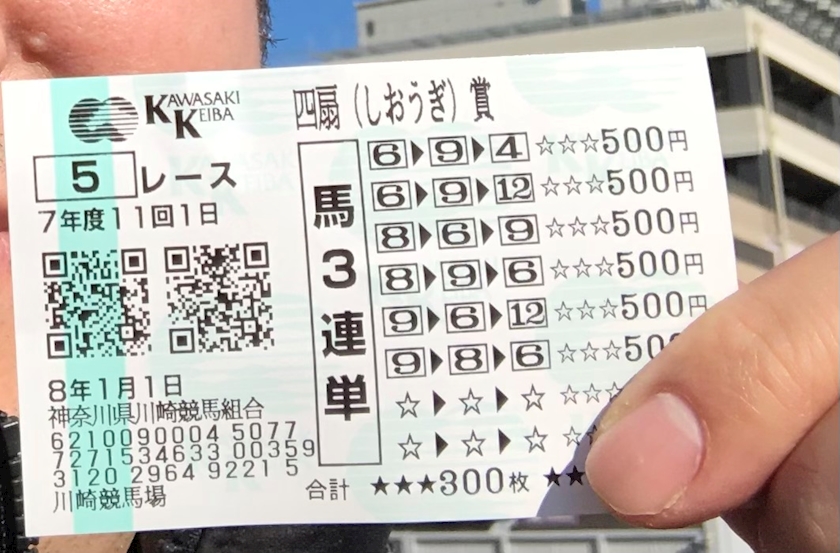 KAWASAKI KEIBA
四扇(しおうぎ)賞
5レース
7年度11回1日
馬3連単
6▶9▶4 ☆☆☆500円
6▶9▶12 ☆☆☆500円
8▶6▶9 ☆☆☆500円
8▶9▶6 ☆☆☆500円
9▶6▶12 ☆☆☆500円
9▶8▶6 ☆☆☆50
☆▶☆▶☆ ☆☆☆
☆▶☆▶☆ ☆
8年1月1日
神奈川県川崎競馬組合
6210090004 5077
7271534633 00359
3120 2964 9221 5
川崎競馬場
合計 ★★★300枚 ★★